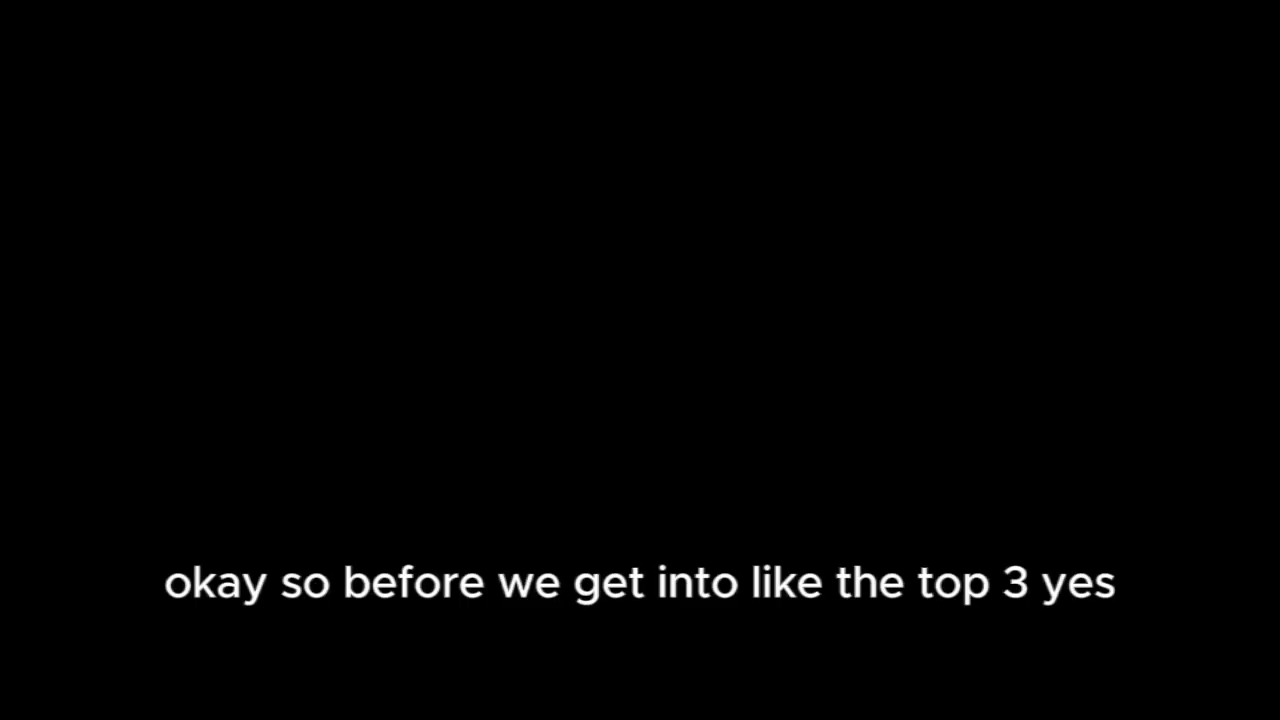 okay so before we get into like the top 3 yes